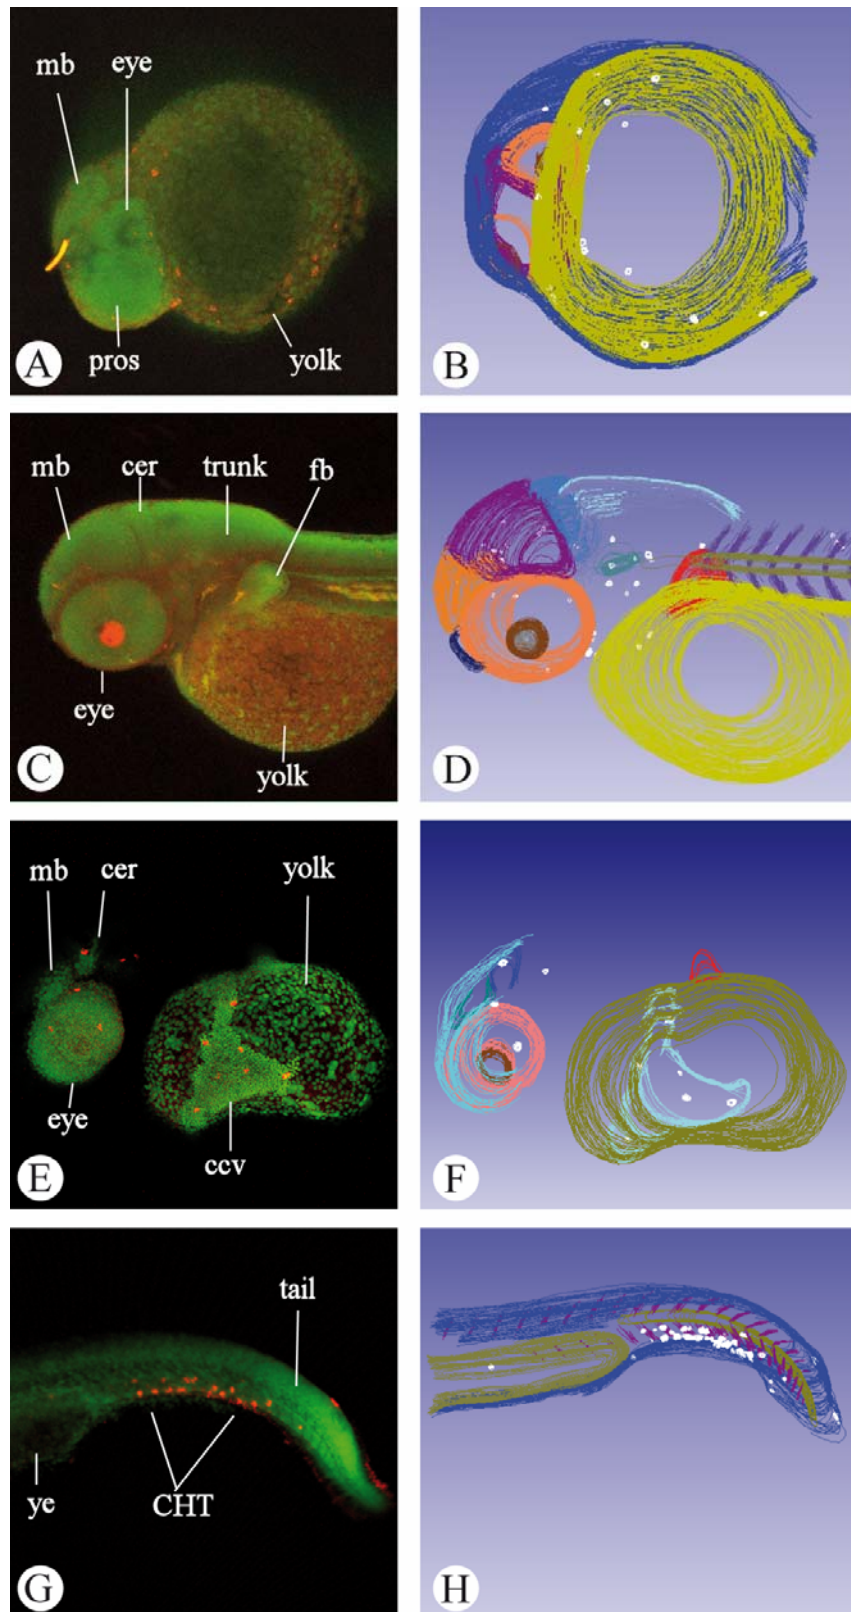 mb eye
pros yolk
A
B
mb cer trunk fb
eye
yolk
C
D
mb cer yolk
eye
ccv
E
F
tail
ye CHT
G
H